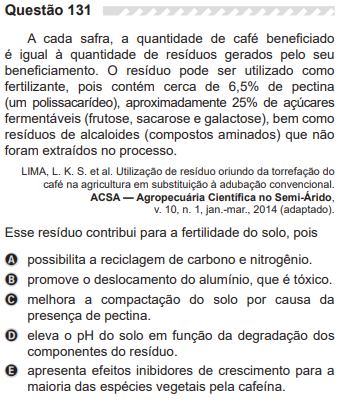 Questão 131
A cada safra, a quantidade de café beneficiado
é igual à quantidade de resíduos gerados pelo seu
beneficiamento. O resíduo pode ser utilizado como
fertilizante, pois contém cerca de 6,5% de pectina
(um polissacarídeo), aproximadamente 25% de açúcares
fermentáveis (frutose, sacarose e galactose), bem como
resíduos de alcaloides (compostos aminados) que não
foram extraídos no processo.
LIMA, L. K. S. et al. Utilização de resíduo oriundo da torrefação do
café na agricultura em substituição à adubação convencional.
ACSA — Agropecuária Científica no Semi-Árido,
v. 10, n. 1, jan.-mar., 2014 (adaptado).
Esse resíduo contribui para a fertilidade do solo, pois
A possibilita a reciclagem de carbono e nitrogênio.
B promove o deslocamento do alumínio, que é tóxico.
C melhora a compactação do solo por causa da
presença de pectina.
D eleva o pH do solo em função da degradação dos
componentes do resíduo.
E apresenta efeitos inibidores de crescimento para a
maioria das espécies vegetais pela cafeína.